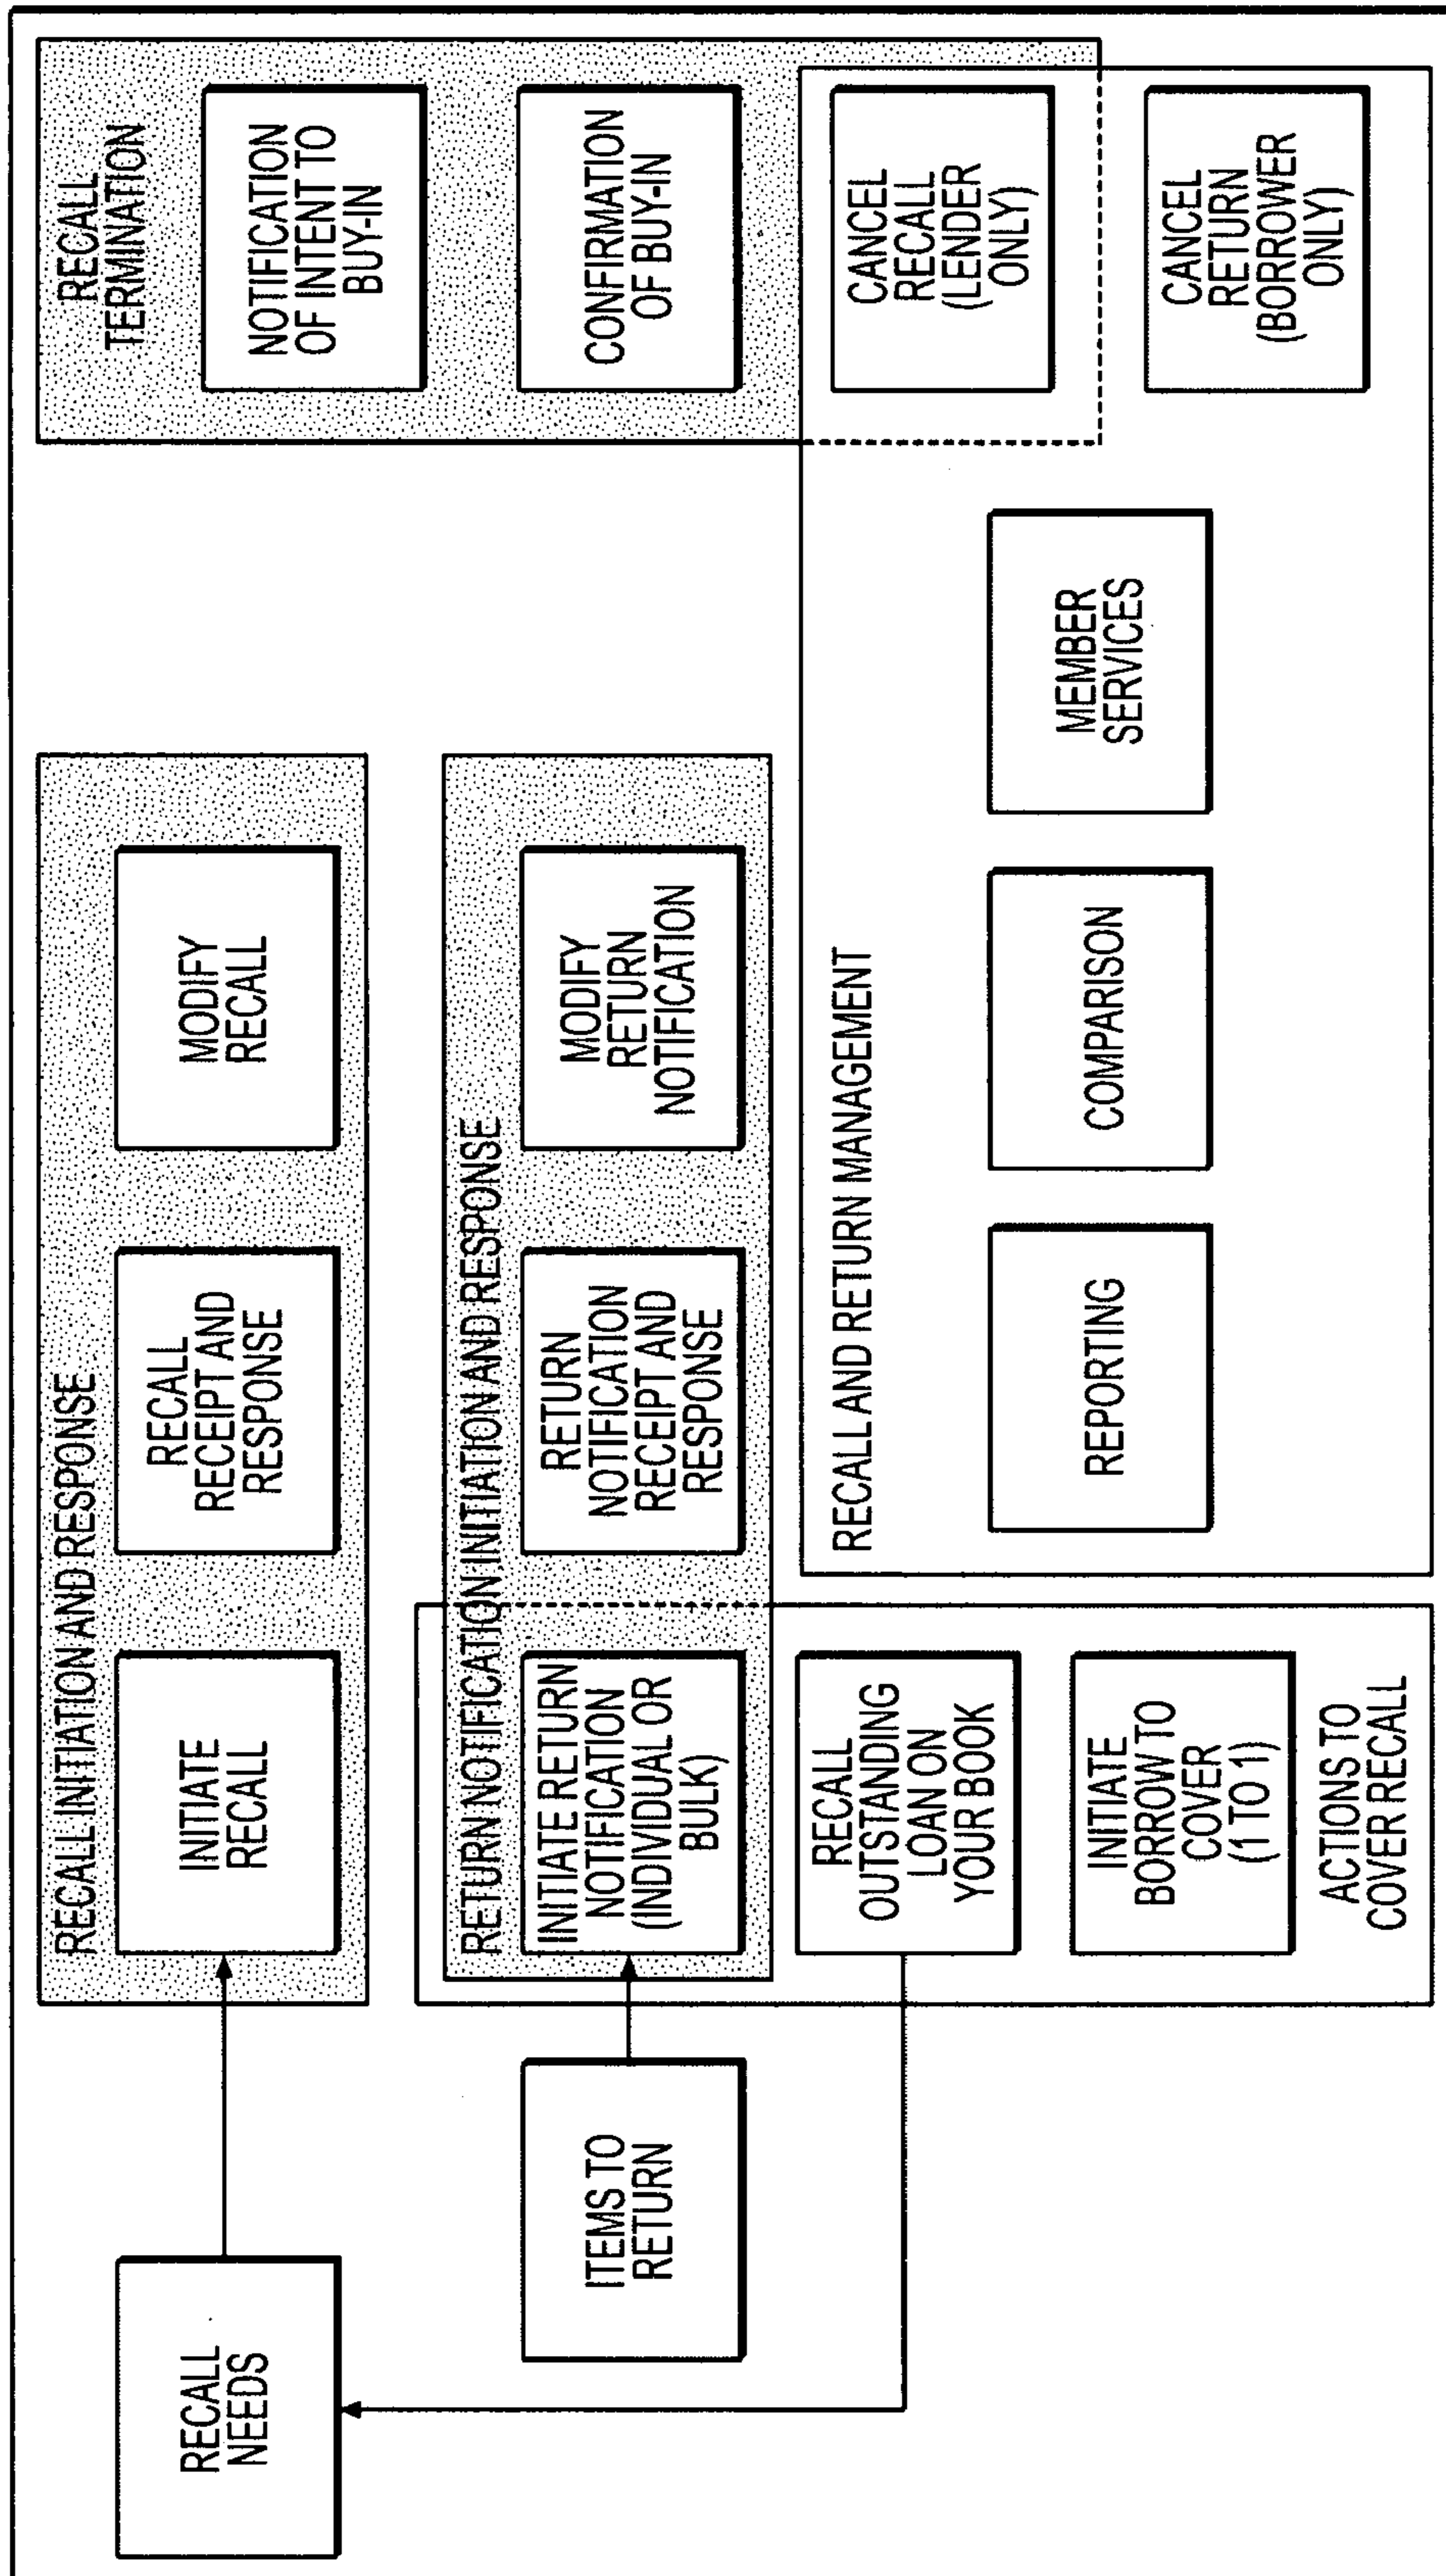 RECALL
NEEDS
RECALL INITIATION AND RESPONSE
INITIATE
RECALL
RECALL
RECEIPT AND
RESPONSE
MODIFY
RECALL
RECALL
TERMINATION
NOTIFICATION
OF INTENT TO
BUY-IN
CONFIRMATION
OF BUY-IN
CANCEL
RECALL
(LENDER
ONLY)
CANCEL
RETURN
(BORROWER
ONLY)
ITEMS TO
RETURN
RETURN NOTIFICATION INITIATION AND RESPONSE
INITIATE RETURN
NOTIFICATION
(INDIVIDUAL OR
BULK)
RETURN
NOTIFICATION
RECEIPT AND
RESPONSE
MODIFY
RETURN
NOTIFICATION
RECALL
OUTSTANDING
LOAN ON
YOUR BOOK
INITIATE
BORROW TO
COVER
(1 TO 1)
ACTIONS TO
COVER RECALL
RECALL AND RETURN MANAGEMENT
REPORTING
COMPARISON
MEMBER
SERVICES